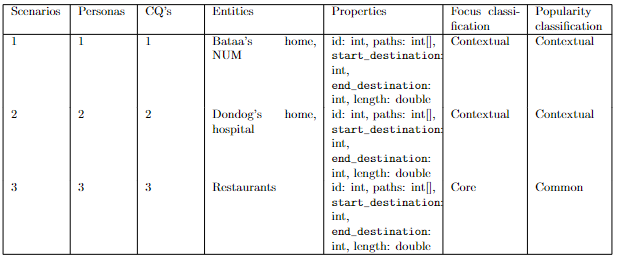 Scenarios Personas CQ's Entities Properties Focus classi- Popularity
fication classification
1 1 1 Bataa's home, id: int, paths: int[], Contextual Contextual
NUM start_destination:
int,
end_destination:
int, length: double
2 2 2 Dondog's home, id: int, paths: int[], Contextual Contextual
hospital start_destination:
int,
end_destination:
int, length: double
3 3 3 Restaurants id: int, paths: int[], Core Common
start_destination:
int,
end_destination:
int, length: double